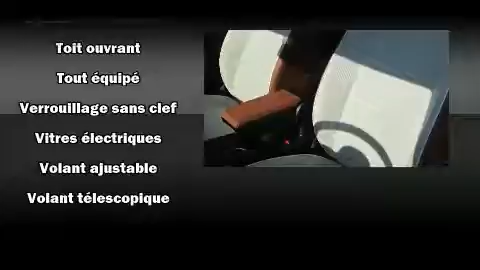 Toit ouvrant
Tout équipé
Verrouillage sans clef
Vitres électriques
Volant ajustable
Volant télescopique